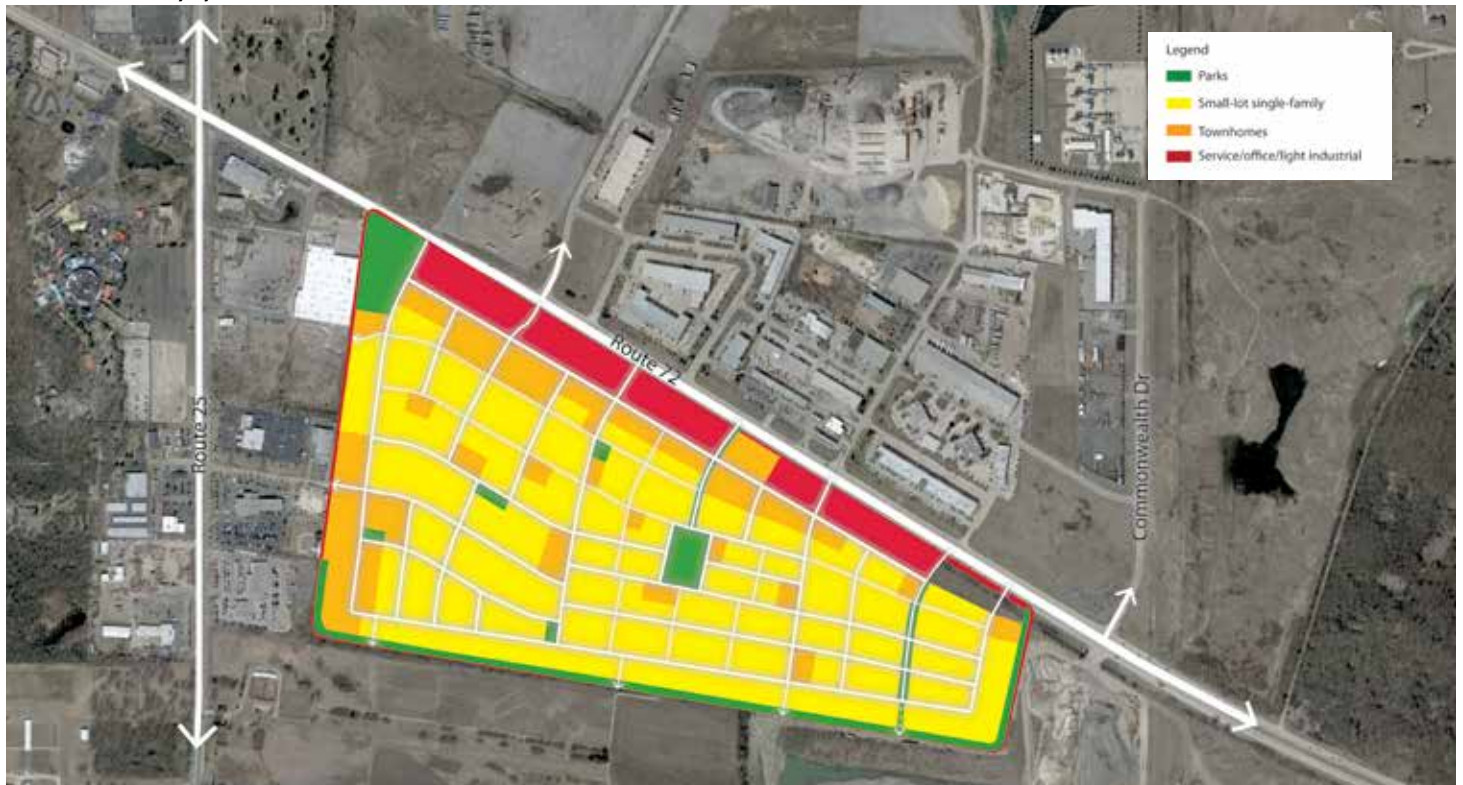 Legend
Parks
Small-lot single-family
Townhomes
Service/office/light industrial
Route 72
Route 25
Commonwealth Dr